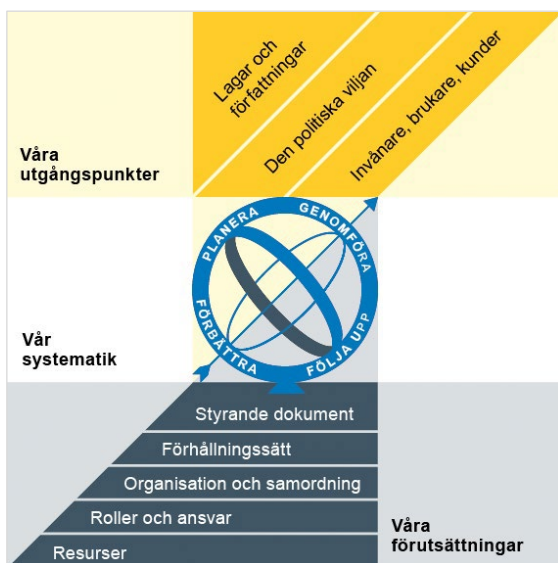 Lagar och
författningar
Den politiska viljan
Invånare, brukare, kunder
Våra
utgångspunkter
PLANERA
GENOMFÖRA
FÖRBÄTTRA
FÖLJA UPP
Vår
systematik
Styrande dokument
Förhållningssätt
Organisation och samordning
Roller och ansvar
Resurser
Våra
förutsättningar